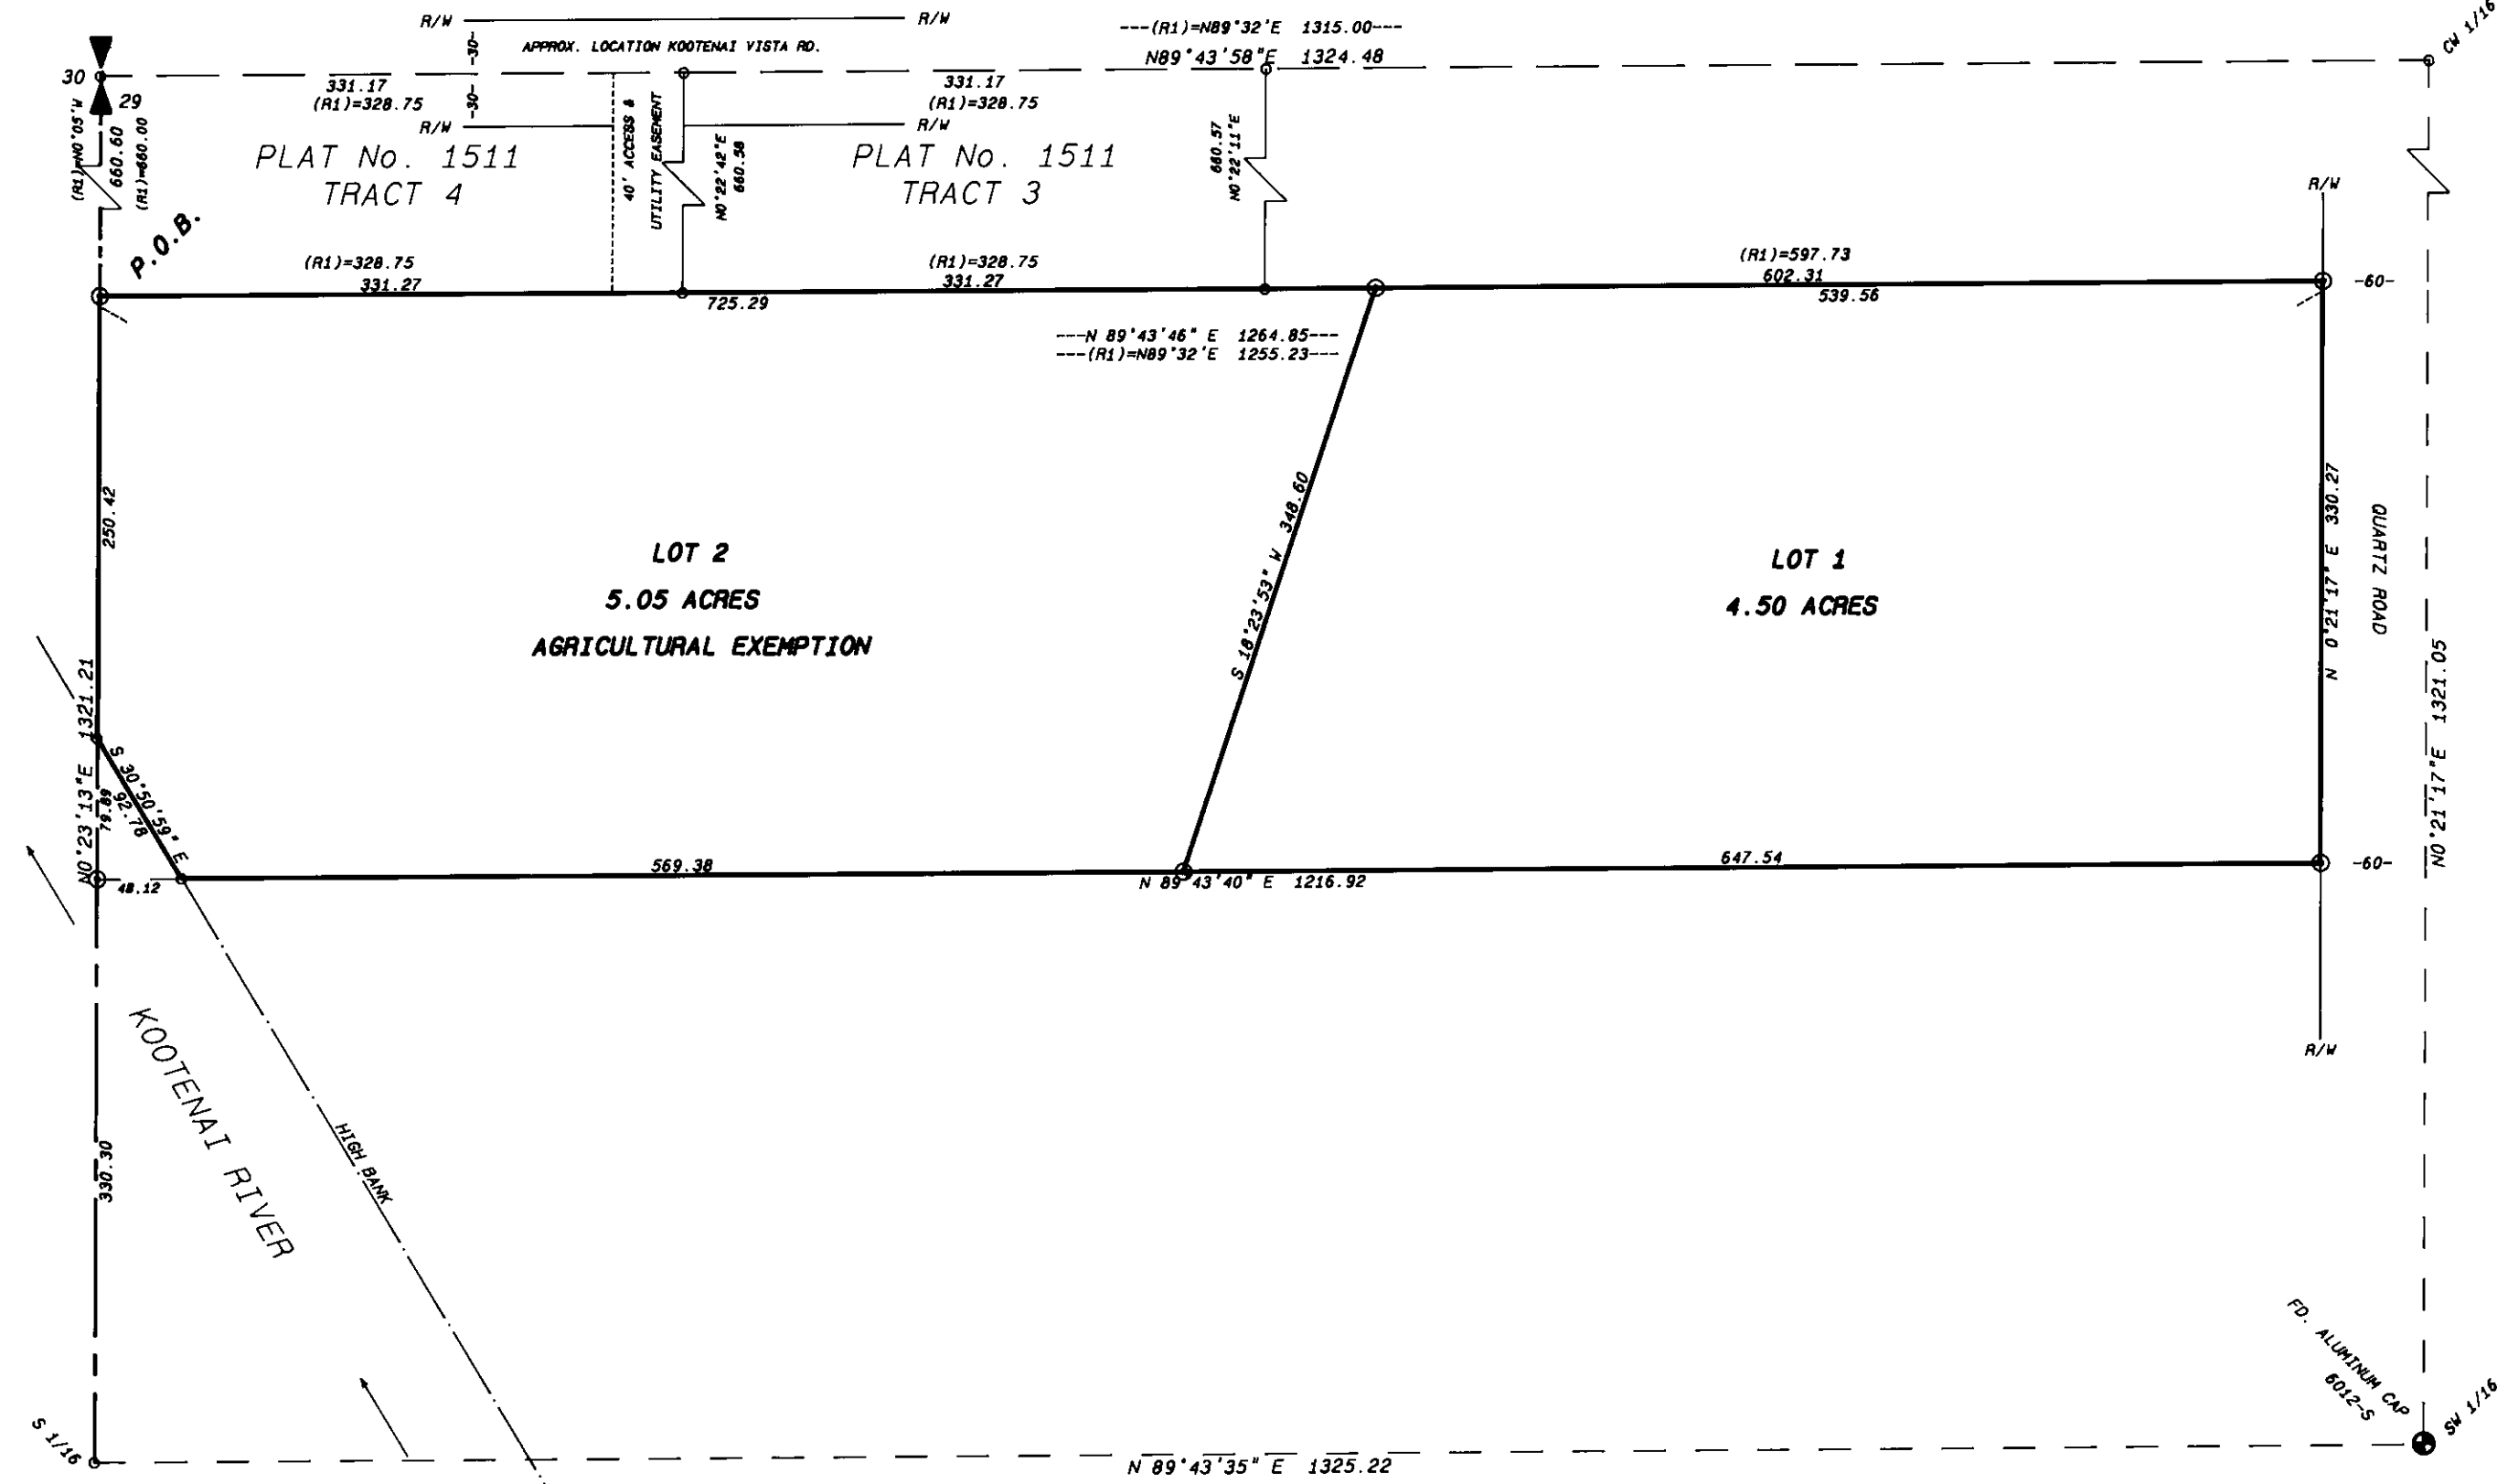 R/W
R/W
---(R1)=N89°32'E 1315.00---
CW 1/16
-30-
APPROX. LOCATION KOOTENAI VISTA RD.
N89°43'58"E 1324.48
30
29
331.17
(R1)=328.75
-30-
331.17
(R1)=328.75
R/W
R/W
(R1)=N0°05'W
660.60
(R1)=660.00
PLAT No. 1511
TRACT 4
40' ACCESS &
UTILITY EASEMENT
N0°22'42"E
660.58
PLAT No. 1511
TRACT 3
660.57
N0°22'11"E
R/W
P.O.B.
(R1)=328.75
331.27
(R1)=328.75
331.27
725.29
(R1)=597.73
602.31
539.56
-60-
---N 89°43'46" E 1264.85---
---(R1)=N89°32'E 1255.23---
250.42
LOT 2
5.05 ACRES
AGRICULTURAL EXEMPTION
S 18°23'53" W 348.60
LOT 1
4.50 ACRES
N 0°21'17" E 330.27
QUARTZ ROAD
N0°21'17"E 1321.05
N0°23'13"E 1321.21
79.89
S 30°50'59" E
92.78
48.12
569.38
N 89°43'40" E 1216.92
647.54
-60-
R/W
KOOTENAI RIVER
HIGH BANK
330.30
FD. ALUMINUM CAP
6012-S
SW 1/16
S 1/16
N 89°43'35" E 1325.22